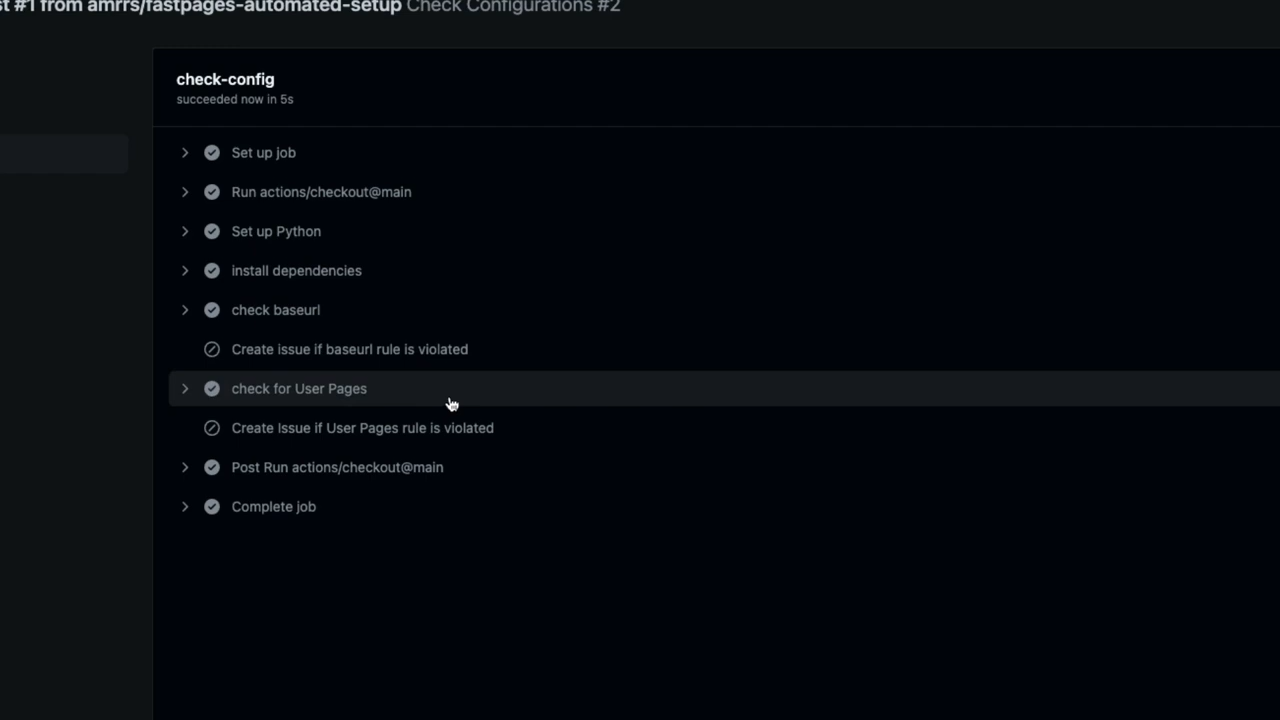 #1 from amrrs/fastpages-automated-setup Check Configurations #2
check-config
succeeded now in 5s
Set up job
Run actions/checkout@main
Set up Python
install dependencies
check baseurl
Create issue if baseurl rule is violated
check for User Pages
Create Issue if User Pages rule is violated
Post Run actions/checkout@main
Complete job